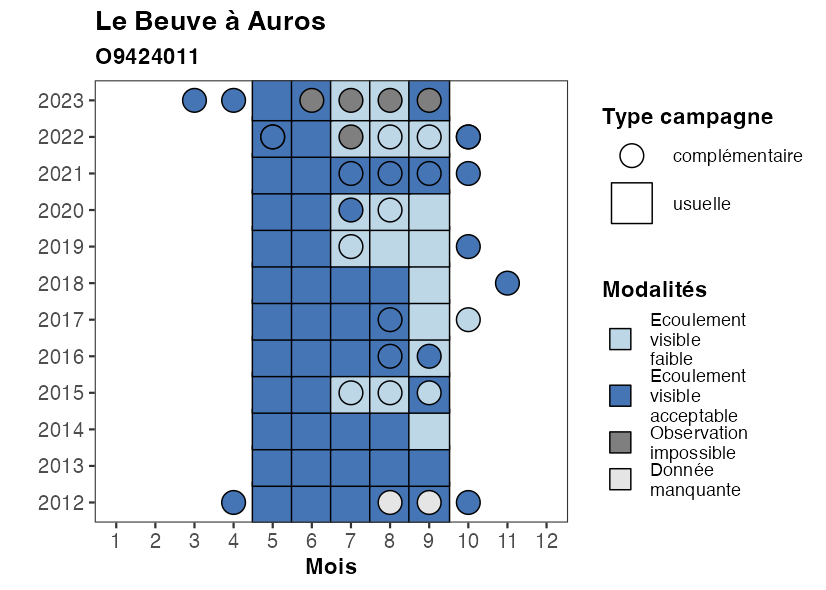 Le Beuve à Auros
O9424011
2023
2022
2021
2020
2019
2018
2017
2016
2015
2014
2013
2012
1 2 3 4 5 6 7 8 9 10 11 12
Mois
Type campagne
complémentaire
usuelle
Modalités
Ecoulement
visible
faible
Ecoulement
visible
acceptable
Observation
impossible
Donnée
manquante